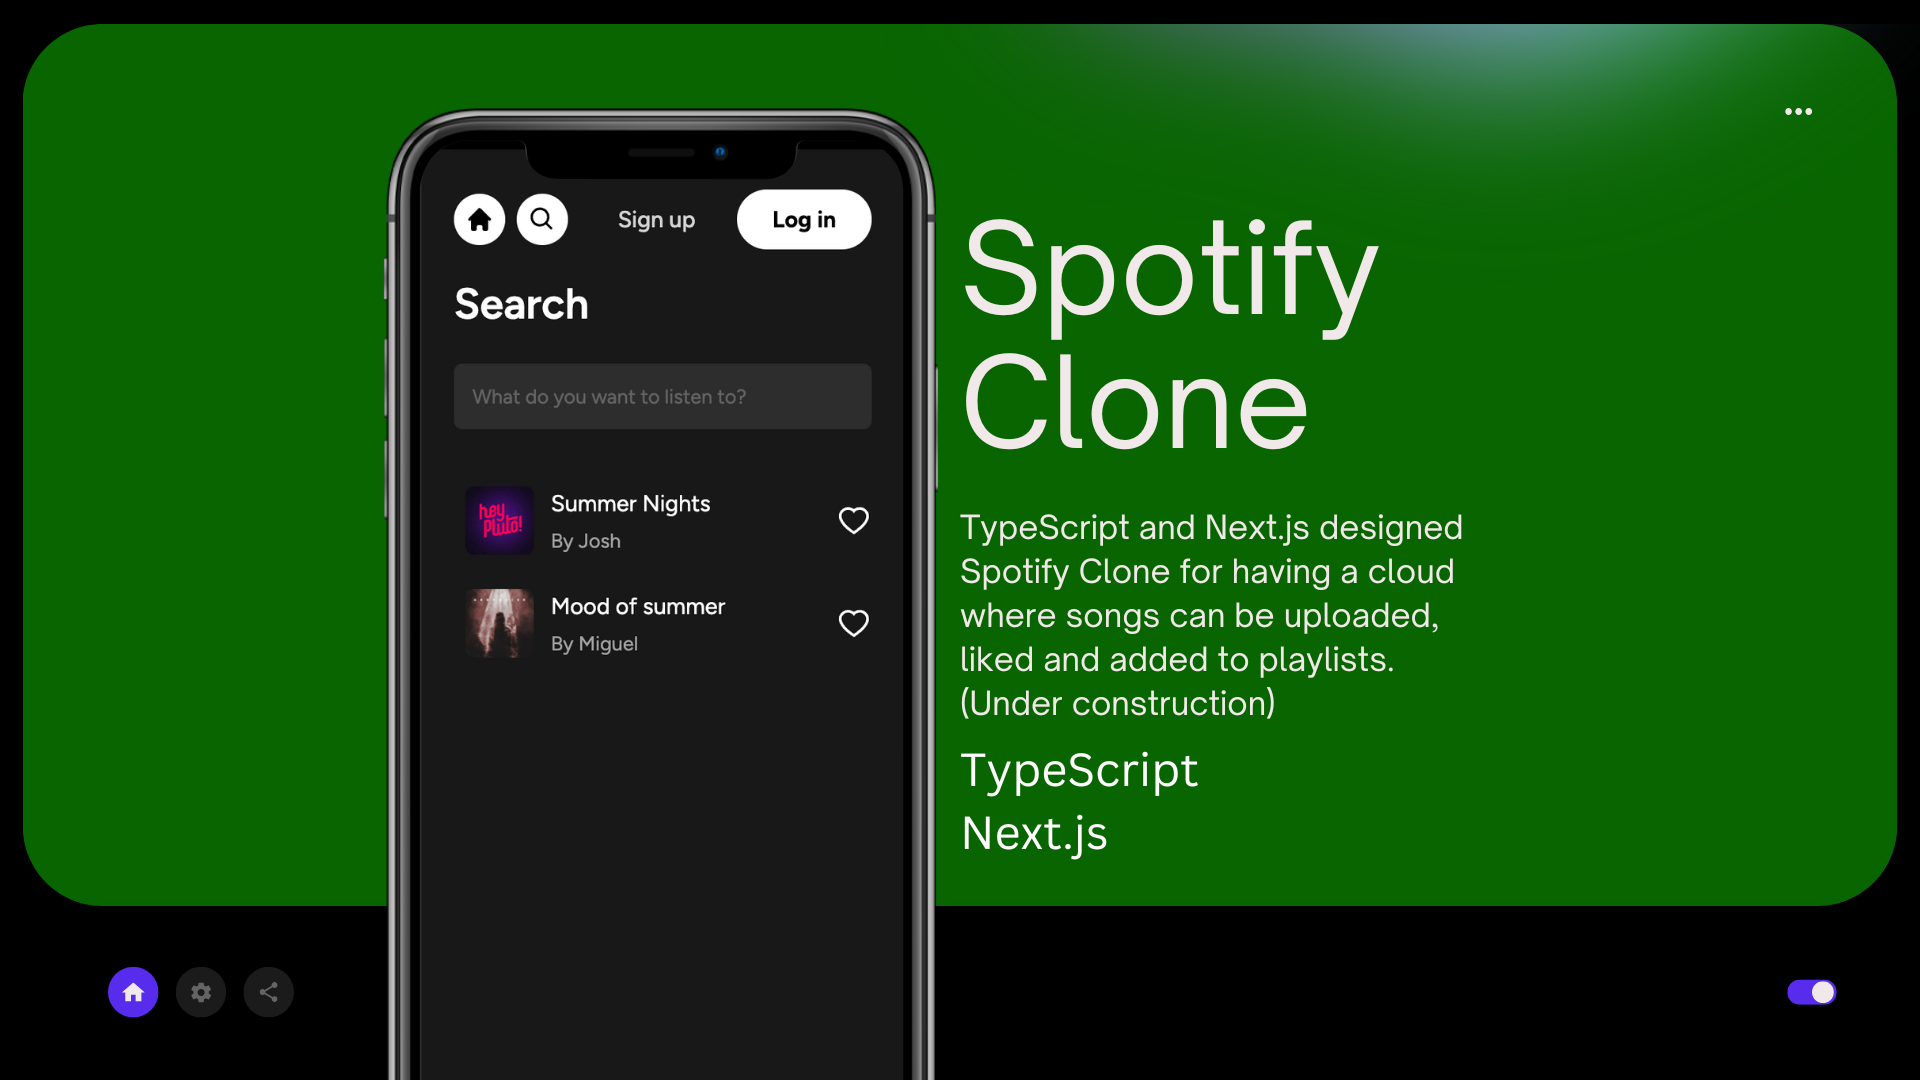 Sign up
Log in
Search
What do you want to listen to?
hey
Pluto!
Summer Nights
By Josh
Mood of summer
By Miguel
Spotify
Clone
TypeScript and Next.js designed
Spotify Clone for having a cloud
where songs can be uploaded,
liked and added to playlists.
(Under construction)
TypeScript
Next.js